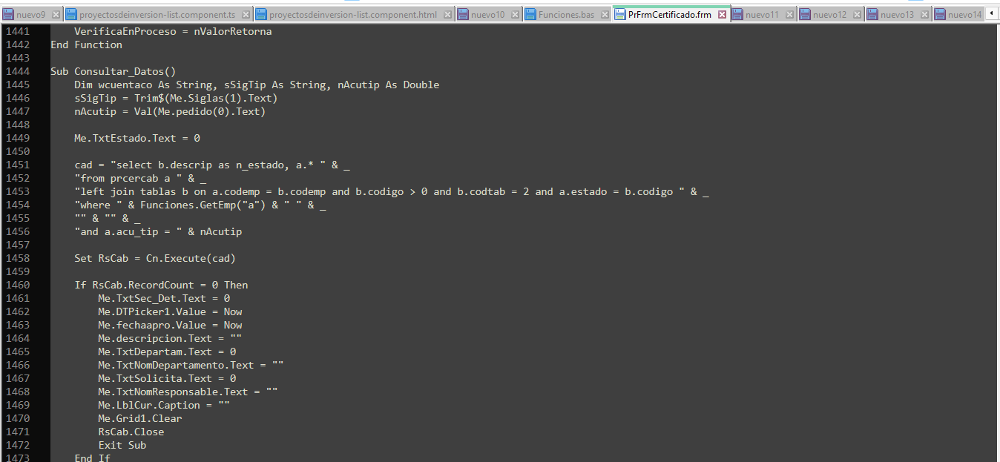 nuevo9 proyectosdeinversion-list.component.ts proyectosdeinversion-list.component.html nuevo10 Funciones.bas PrFrmCertificado.frm nuevo11 nuevo12 nuevo13 nuevo14
1441     VerificaEnProceso = nValorRetorna
1442 End Function
1443
1444 Sub Consultar_Datos()
1445     Dim wcuentaco As String, sSigTip As String, nAcutip As Double
1446     sSigTip = Trim$(Me.Siglas(1).Text)
1447     nAcutip = Val(Me.pedido(0).Text)
1448
1449     Me.TxtEstado.Text = 0
1450
1451     cad = "select b.descrip as n_estado, a.* " & _
1452     "from prcercab a " & _
1453     "left join tablas b on a.codemp = b.codemp and b.codigo > 0 and b.codtab = 2 and a.estado = b.codigo " & _
1454     "where " & Funciones.GetEmp("a") & " " & _
1455     "" & "" & _
1456     "and a.acu_tip = " & nAcutip
1457
1458     Set RsCab = Cn.Execute(cad)
1459
1460     If RsCab.RecordCount = 0 Then
1461         Me.TxtSec_Det.Text = 0
1462         Me.DTPicker1.Value = Now
1463         Me.fechaapro.Value = Now
1464         Me.descripcion.Text = ""
1465         Me.TxtDepartam.Text = 0
1466         Me.TxtNomDepartamento.Text = ""
1467         Me.TxtSolicita.Text = 0
1468         Me.TxtNomResponsable.Text = ""
1469         Me.LblCur.Caption = ""
1470         Me.Grid1.Clear
1471         RsCab.Close
1472         Exit Sub
1473     End If